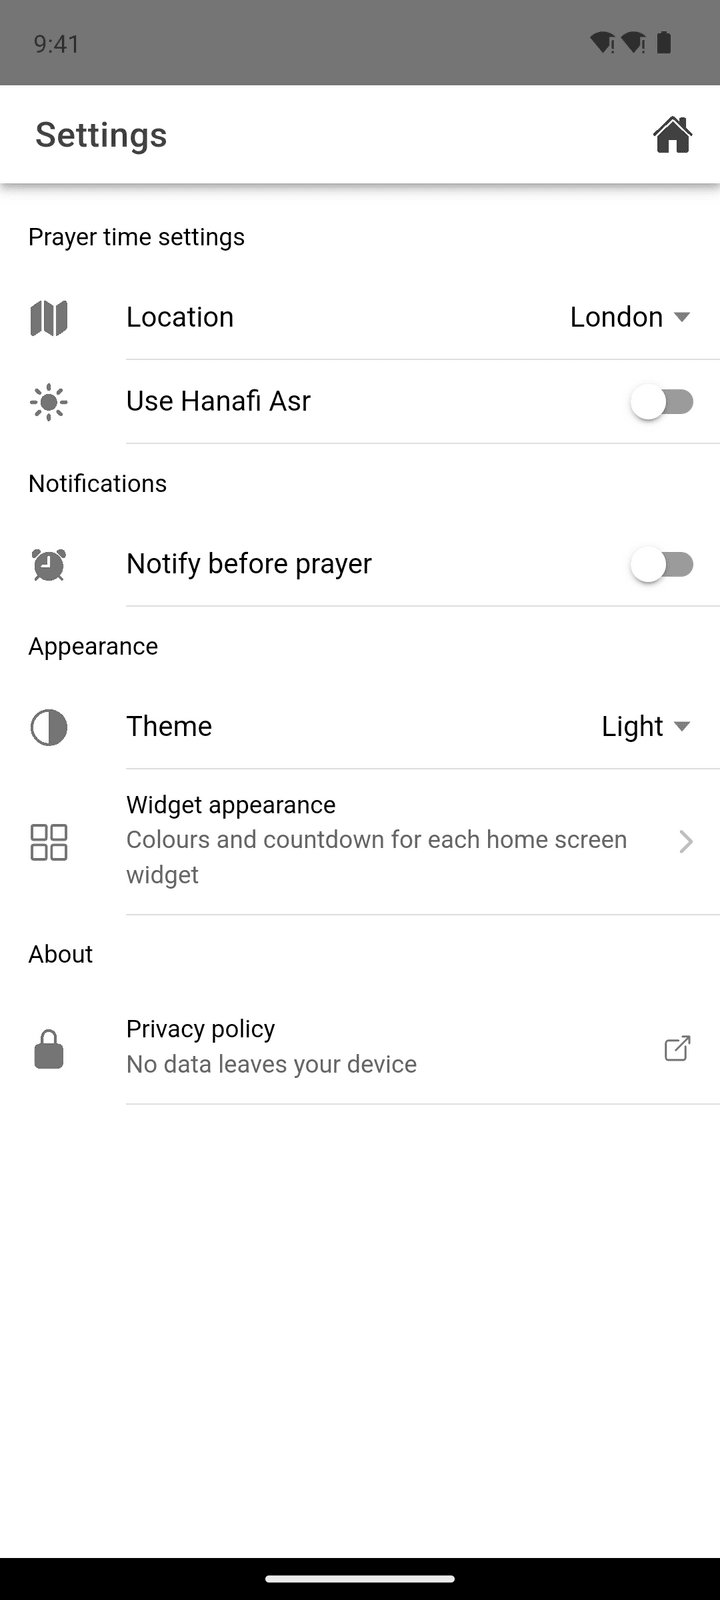 9:41
Settings
Prayer time settings
Location
London
Use Hanafi Asr
Notifications
Notify before prayer
Appearance
Theme
Light
Widget appearance
Colours and countdown for each home screen
widget
About
Privacy policy
No data leaves your device